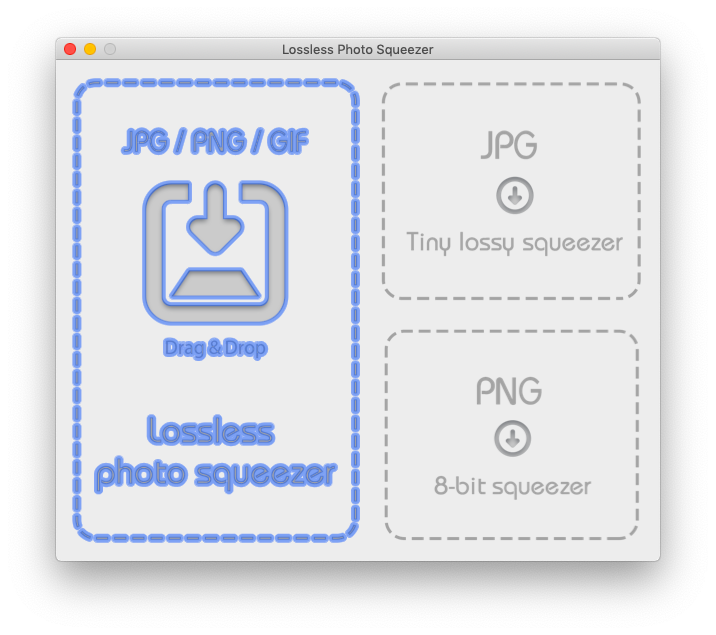 Lossless Photo Squeezer
JPG / PNG / GIF
Drag & Drop
Lossless
photo squeezer
JPG
Tiny lossy squeezer
PNG
8-bit squeezer